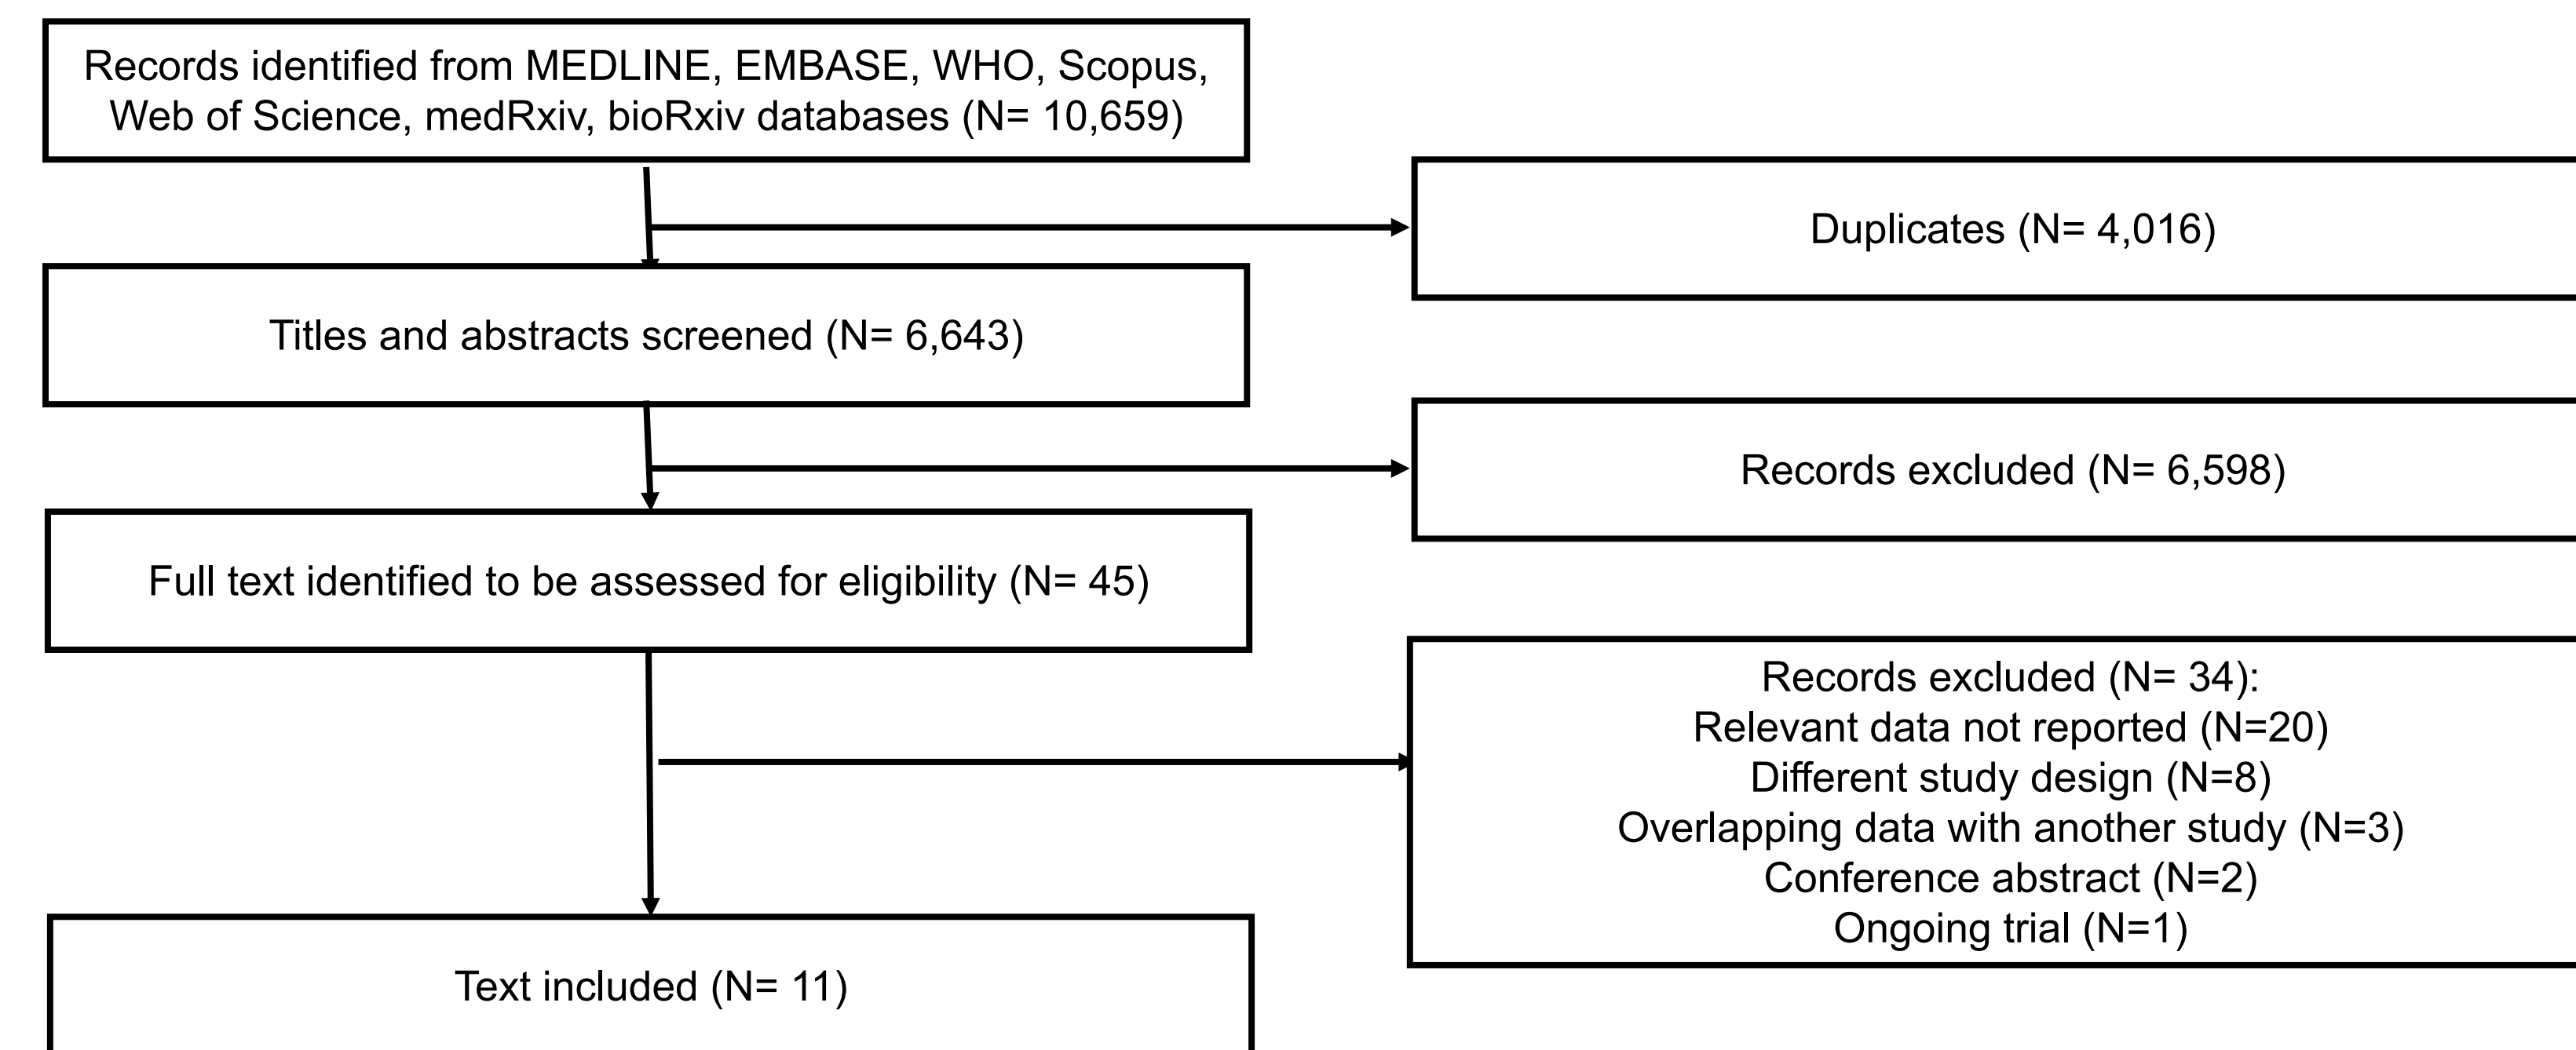 Records identified from MEDLINE, EMBASE, WHO, Scopus,
Web of Science, medRxiv, bioRxiv databases (N= 10,659)
Duplicates (N= 4,016)
Titles and abstracts screened (N= 6,643)
Records excluded (N= 6,598)
Full text identified to be assessed for eligibility (N= 45)
Records excluded (N= 34):
Relevant data not reported (N=20)
Different study design (N=8)
Overlapping data with another study (N=3)
Conference abstract (N=2)
Ongoing trial (N=1)
Text included (N= 11)